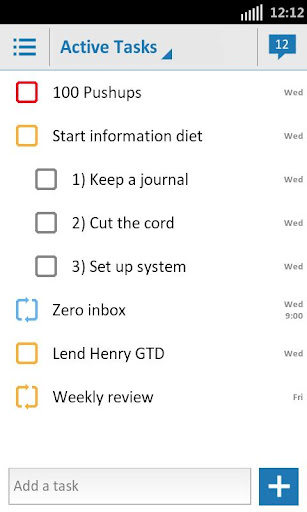 12:12
Active Tasks
12
100 Pushups Wed
Start information diet Wed
1) Keep a journal Wed
2) Cut the cord Wed
3) Set up system Wed
Zero inbox Wed
9:00
Lend Henry GTD Wed
Weekly review Fri
Add a task